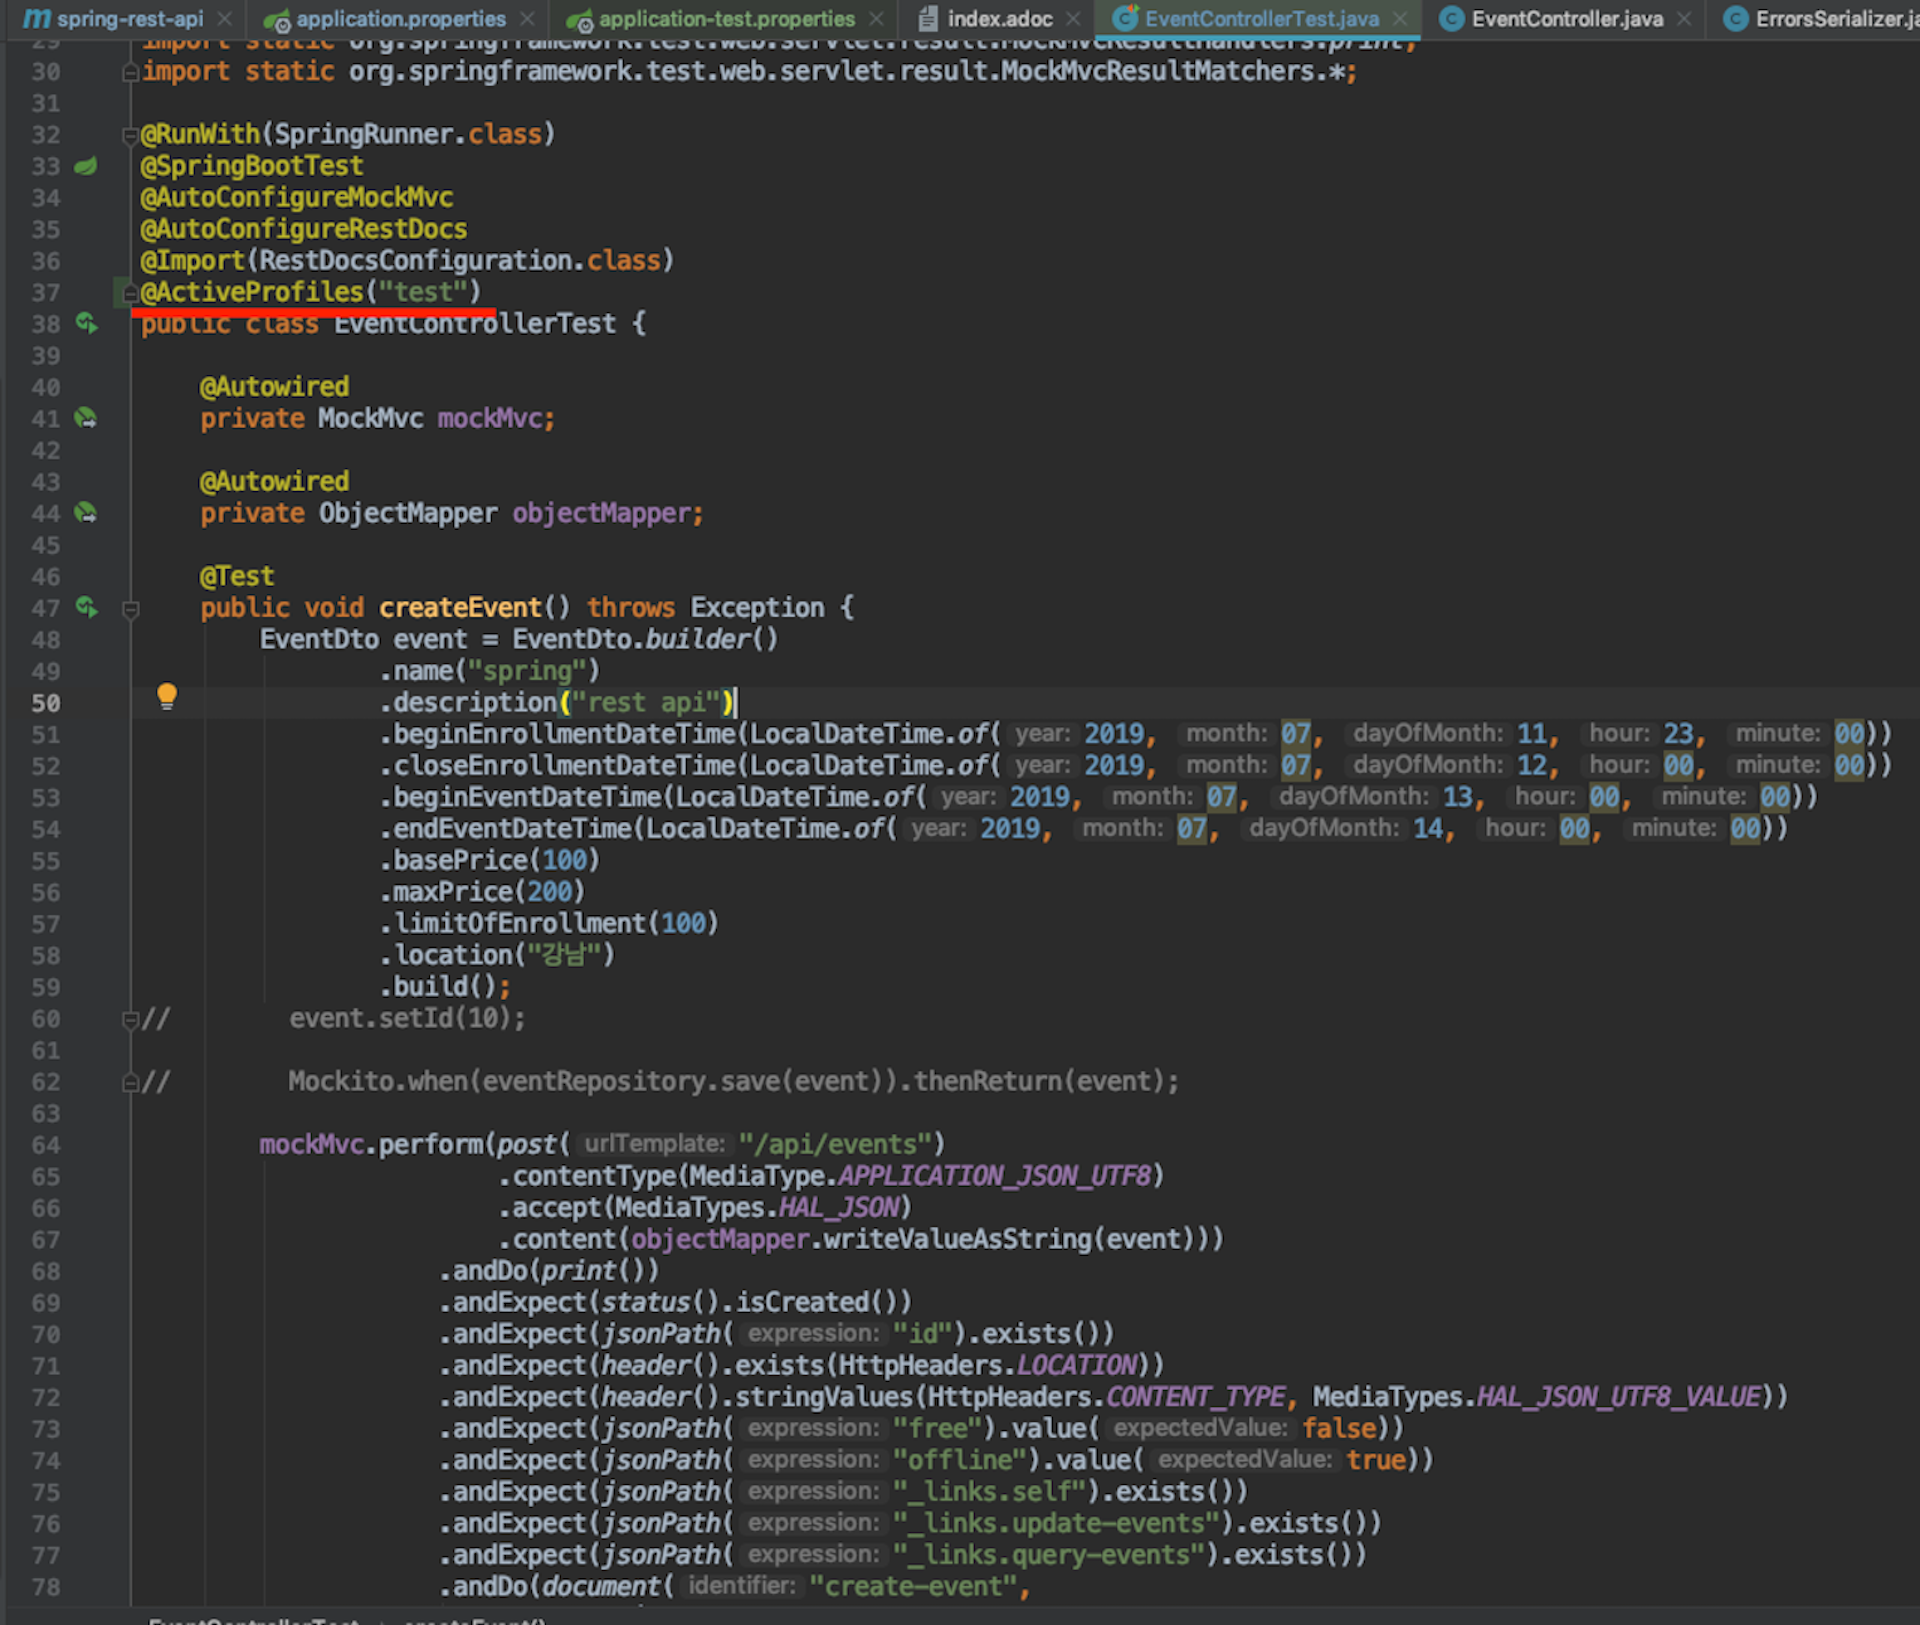 spring-rest-api
application.properties
application-test.properties
index.adoc
EventControllerTest.java
EventController.java
ErrorsSerializer.ja
29 import static org.springframework.test.web.servlet.result.MockMvcResultHandlers.print;
30 import static org.springframework.test.web.servlet.result.MockMvcResultMatchers.*;
31
32 @RunWith(SpringRunner.class)
33 @SpringBootTest
34 @AutoConfigureMockMvc
35 @AutoConfigureRestDocs
36 @Import(RestDocsConfiguration.class)
37 @ActiveProfiles("test")
38 public class EventControllerTest {
39
40 @Autowired
41 private MockMvc mockMvc;
42
43 @Autowired
44 private ObjectMapper objectMapper;
45
46 @Test
47 public void createEvent() throws Exception {
48 EventDto event = EventDto.builder()
49 .name("spring")
50 .description("rest api")
51 .beginEnrollmentDateTime(LocalDateTime.of( year: 2019, month: 07, dayOfMonth: 11, hour: 23, minute: 00))
52 .closeEnrollmentDateTime(LocalDateTime.of( year: 2019, month: 07, dayOfMonth: 12, hour: 00, minute: 00))
53 .beginEventDateTime(LocalDateTime.of( year: 2019, month: 07, dayOfMonth: 13, hour: 00, minute: 00))
54 .endEventDateTime(LocalDateTime.of( year: 2019, month: 07, dayOfMonth: 14, hour: 00, minute: 00))
55 .basePrice(100)
56 .maxPrice(200)
57 .limitOfEnrollment(100)
58 .location("강남")
59 .build();
60 // event.setId(10);
61
62 // Mockito.when(eventRepository.save(event)).thenReturn(event);
63
64 mockMvc.perform(post( urlTemplate: "/api/events")
65 .contentType(MediaType.APPLICATION_JSON_UTF8)
66 .accept(MediaTypes.HAL_JSON)
67 .content(objectMapper.writeValueAsString(event)))
68 .andDo(print())
69 .andExpect(status().isCreated())
70 .andExpect(jsonPath( expression: "id").exists())
71 .andExpect(header().exists(HttpHeaders.LOCATION))
72 .andExpect(header().stringValues(HttpHeaders.CONTENT_TYPE, MediaTypes.HAL_JSON_UTF8_VALUE))
73 .andExpect(jsonPath( expression: "free").value( expectedValue: false))
74 .andExpect(jsonPath( expression: "offline").value( expectedValue: true))
75 .andExpect(jsonPath( expression: "_links.self").exists())
76 .andExpect(jsonPath( expression: "_links.update-events").exists())
77 .andExpect(jsonPath( expression: "_links.query-events").exists())
78 .andDo(document( identifier: "create-event",
EventControllerTest createEvent()